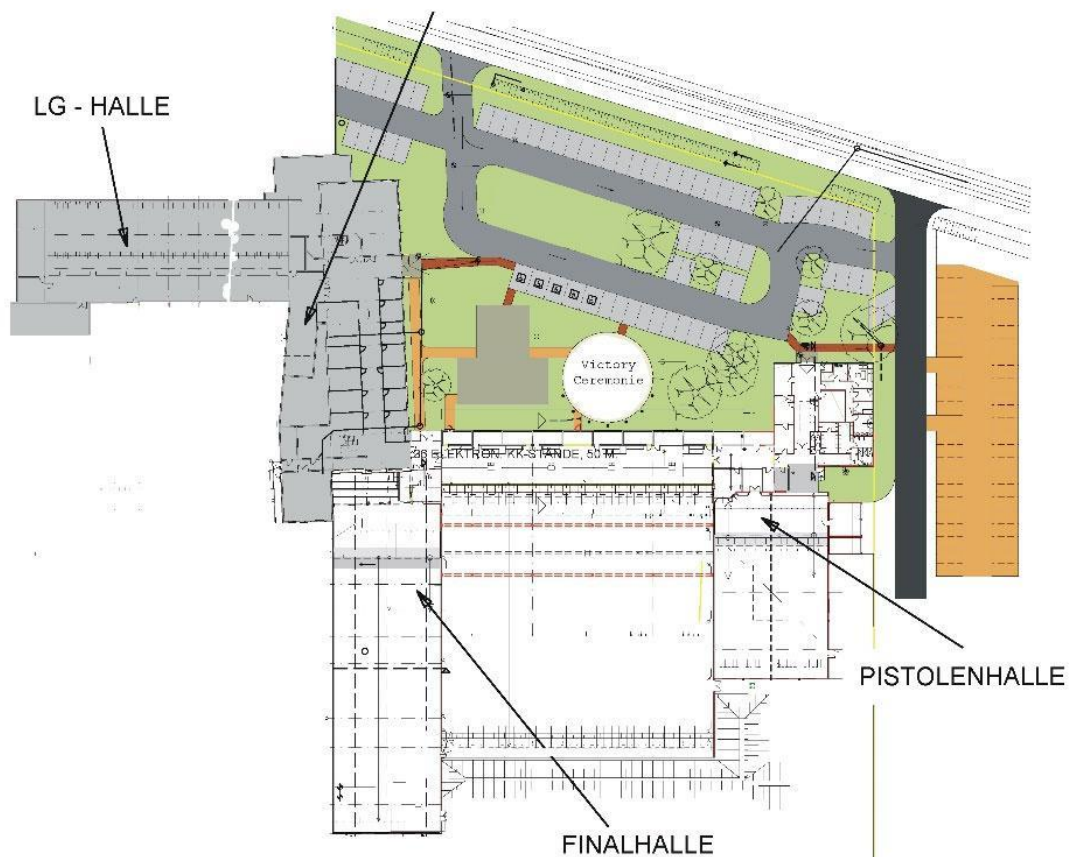 LG - HALLE
Victory
Ceremonie
36 ELEKTRON. KK-STÄNDE, 50 M
PISTOLENHALLE
FINALHALLE